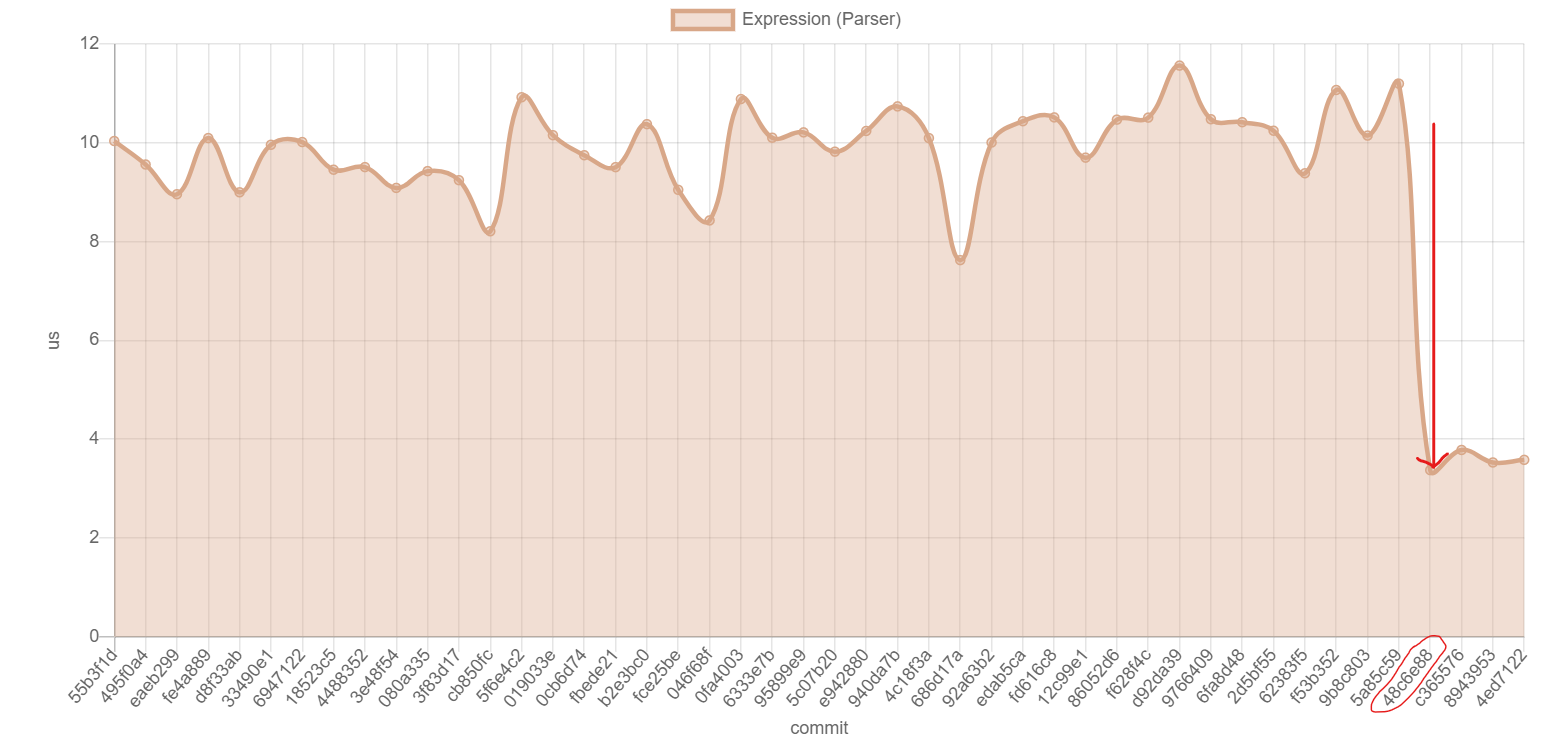 Expression (Parser)
12
10
8
6
4
2
0
us
55b3f1d
495f0a4
eaeb299
fe4a889
d8f33ab
33490e1
6947122
18523c5
4488352
3e48f54
080a335
3f83d17
cb850fc
5f6e4c2
019033e
0cb6d74
fbede21
b2e3bc0
fce25be
046f68f
0fa4003
6333e7b
95899e9
5c07b20
e942880
940da7b
4c18f3a
686d17a
92a63b2
edab5ca
fd616c8
12c99e1
86052d6
f628f4c
d92da39
9766409
6fa8d48
2d5bf55
62383f5
f53b352
9b8c803
5a85c59
48c6e88
c365576
8943953
4ed7122
commit